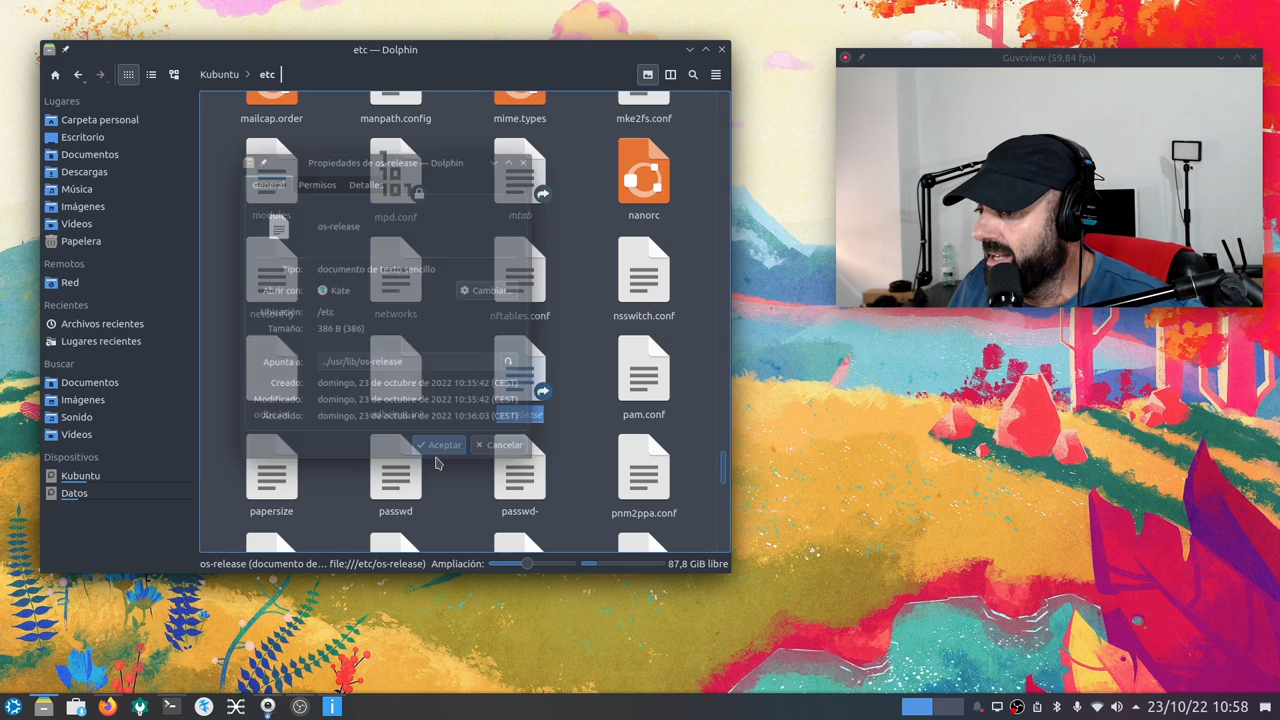 etc — Dolphin
Kubuntu > etc
Lugares
Carpeta personal
Escritorio
Documentos
Descargas
Música
Imágenes
Vídeos
Papelera
Remotos
Red
Recientes
Archivos recientes
Lugares recientes
Buscar
Documentos
Imágenes
Sonido
Vídeos
Dispositivos
Kubuntu
Datos
mailcap.order
manpath.config
mime.types
mke2fs.conf
modules
mpd.conf
mtab
nanorc
networks
nftables.conf
nsswitch.conf
pam.conf
papersize
passwd
passwd-
pnm2ppa.conf
Propiedades de os-release — Dolphin
General
Permisos
Detalles
os-release
Tipo: documento de texto sencillo
Abrir con: Kate
Cambiar...
Ubicación: /etc
Tamaño: 386 B (386)
Apunta a: ../usr/lib/os-release
Creado: domingo, 23 de octubre de 2022 10:35:42 (CEST)
Modificado: domingo, 23 de octubre de 2022 10:35:42 (CEST)
Accedido: domingo, 23 de octubre de 2022 10:36:03 (CEST)
Aceptar
Cancelar
os-release (documento de… file:///etc/os-release)
Ampliación:
87,8 GiB libre
Guvcview (59,84 fps)
23/10/22 10:58